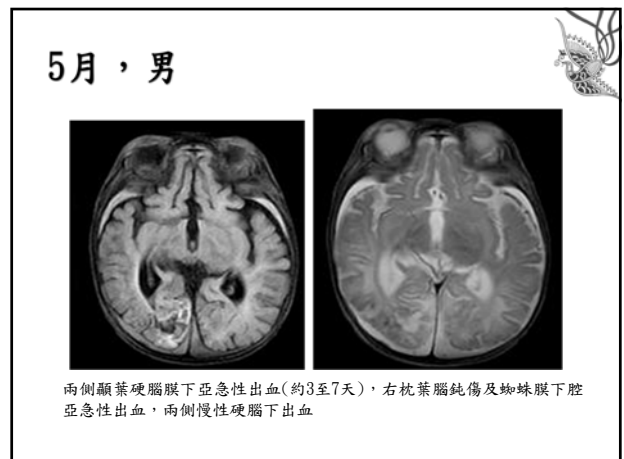 5月，男
兩側顳葉硬腦膜下亞急性出血(約3至7天)，右枕葉腦鈍傷及蜘蛛膜下腔
亞急性出血，兩側慢性硬腦下出血